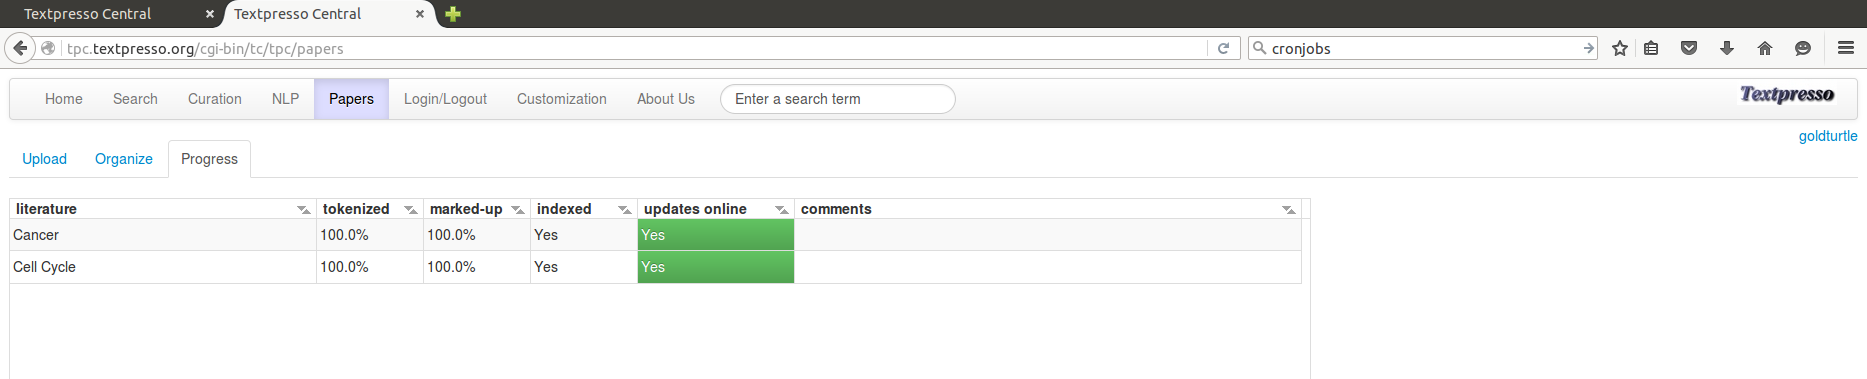 Textpresso Central Textpresso Central
tpc.textpresso.org/cgi-bin/tc/tpc/papers cronjobs
Home Search Curation NLP Papers Login/Logout Customization About Us Enter a search term Textpresso
goldturtle
Upload Organize Progress
literature tokenized marked-up indexed updates online comments
Cancer 100.0% 100.0% Yes Yes
Cell Cycle 100.0% 100.0% Yes Yes